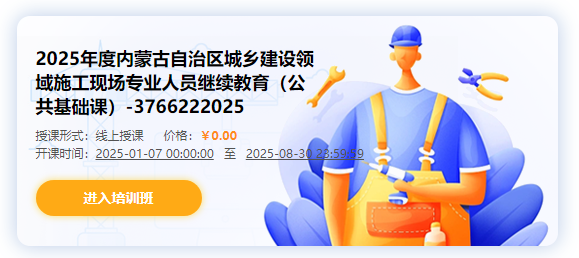 2025年度内蒙古自治区城乡建设领
域施工现场专业人员继续教育（公
共基础课）-3766222025
授课形式：线上授课 价格：￥0.00
开课时间：2025-01-07 00:00:00 至 2025-08-30 23:59:49
进入培训班